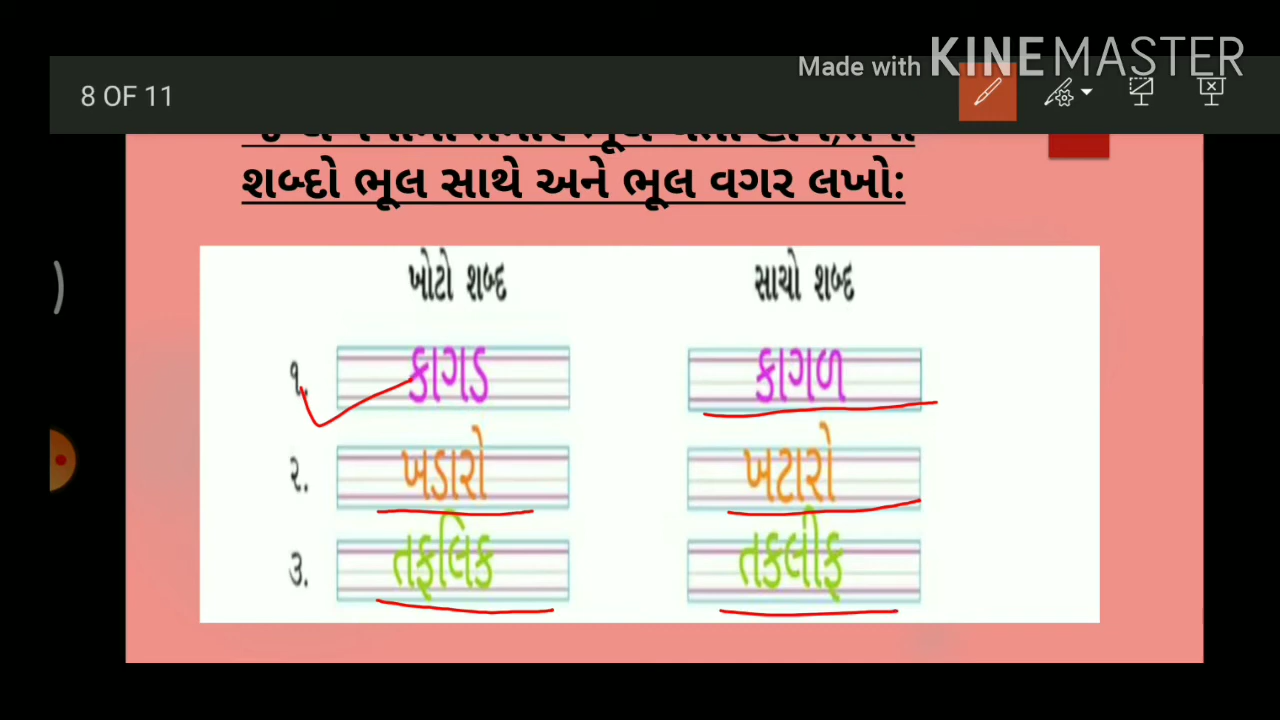 Made with KINEMASTER
8 OF 11
શબ્દો ભૂલ સાથે અને ભૂલ વગર લખો:
ખોટો શબ્દ સાચો શબ્દ
૧. કાગડ કાગળ
૨. ખડારો ખટારો
૩. તફલિક તકલીફ